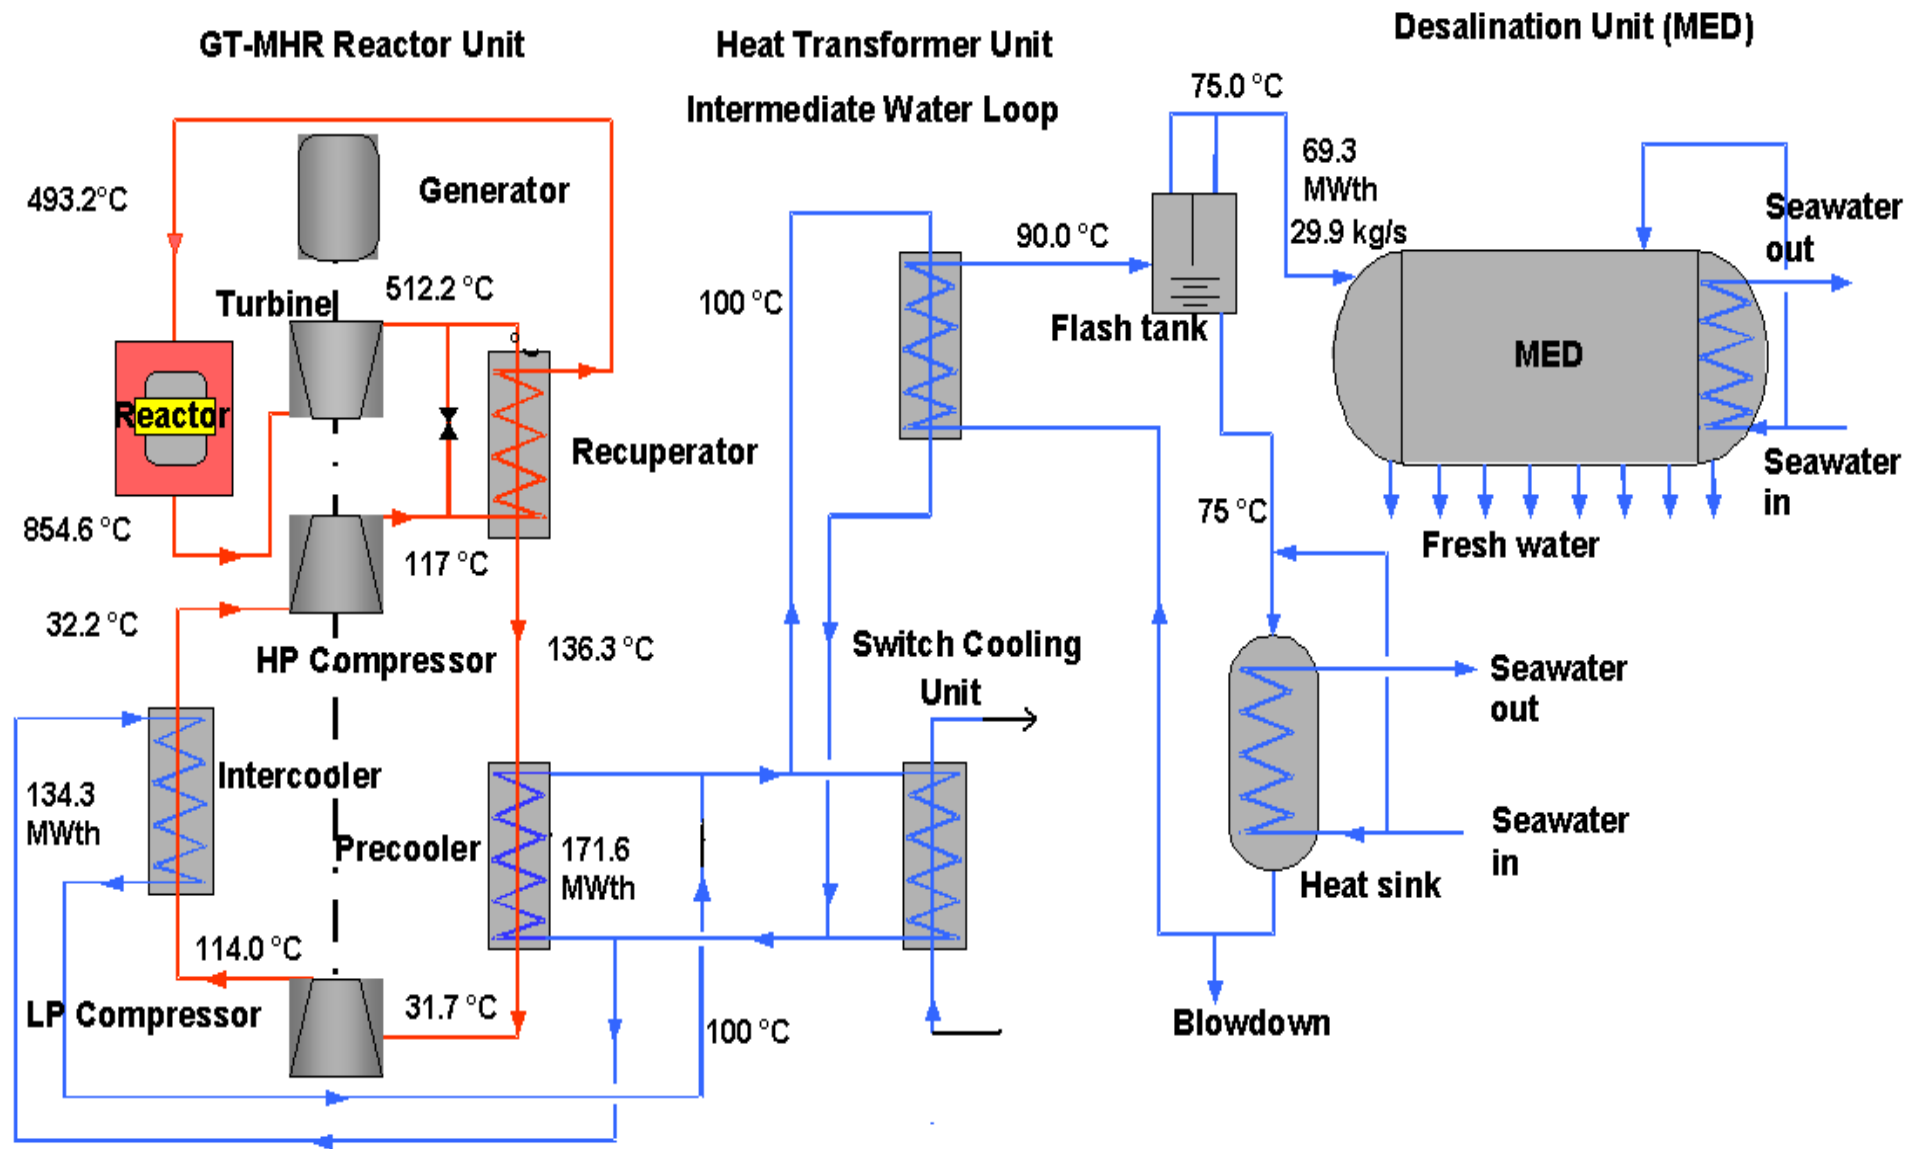 GT-MHR Reactor Unit
Heat Transformer Unit
Intermediate Water Loop
Desalination Unit (MED)
75.0 °C
69.3
MWth
29.9 kg/s
493.2°C
Generator
Seawater
out
90.0 °C
512.2 °C
Turbine
100 °C
Flash tank
MED
Reactor
Recuperator
Seawater
in
854.6 °C
117 °C
75 °C
Fresh water
32.2 °C
HP Compressor
136.3 °C
Switch Cooling
Unit
Seawater
out
Intercooler
134.3
MWth
Precooler
171.6
MWth
Seawater
in
Heat sink
114.0 °C
LP Compressor
31.7 °C
100 °C
Blowdown